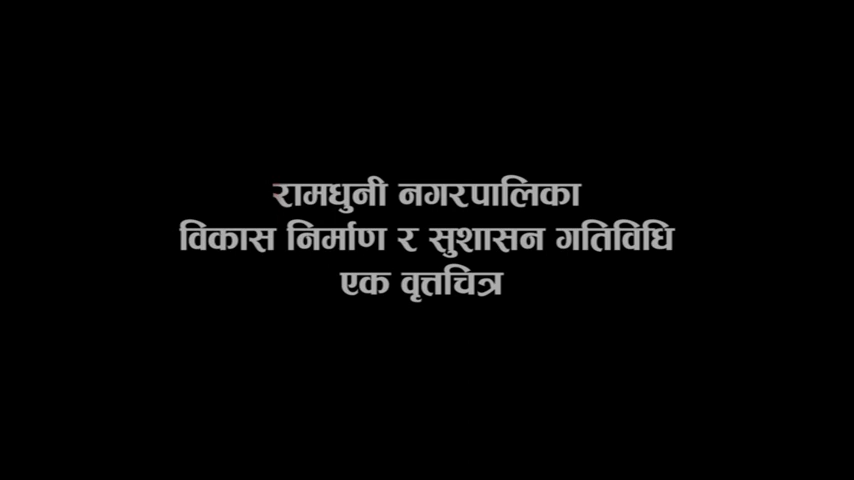 रामधुनी नगरपालिका
विकास निर्माण र सुशासन गतिविधि
एक वृत्तचित्र